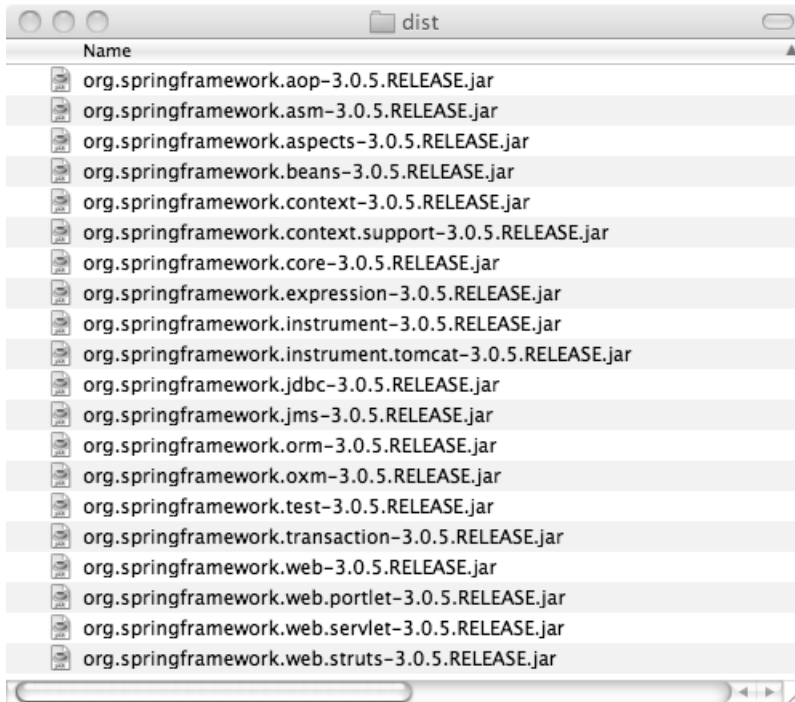 dist
Name
org.springframework.aop-3.0.5.RELEASE.jar
org.springframework.asm-3.0.5.RELEASE.jar
org.springframework.aspects-3.0.5.RELEASE.jar
org.springframework.beans-3.0.5.RELEASE.jar
org.springframework.context-3.0.5.RELEASE.jar
org.springframework.context.support-3.0.5.RELEASE.jar
org.springframework.core-3.0.5.RELEASE.jar
org.springframework.expression-3.0.5.RELEASE.jar
org.springframework.instrument-3.0.5.RELEASE.jar
org.springframework.instrument.tomcat-3.0.5.RELEASE.jar
org.springframework.jdbc-3.0.5.RELEASE.jar
org.springframework.jms-3.0.5.RELEASE.jar
org.springframework.orm-3.0.5.RELEASE.jar
org.springframework.oxm-3.0.5.RELEASE.jar
org.springframework.test-3.0.5.RELEASE.jar
org.springframework.transaction-3.0.5.RELEASE.jar
org.springframework.web-3.0.5.RELEASE.jar
org.springframework.web.portlet-3.0.5.RELEASE.jar
org.springframework.web.servlet-3.0.5.RELEASE.jar
org.springframework.web.struts-3.0.5.RELEASE.jar